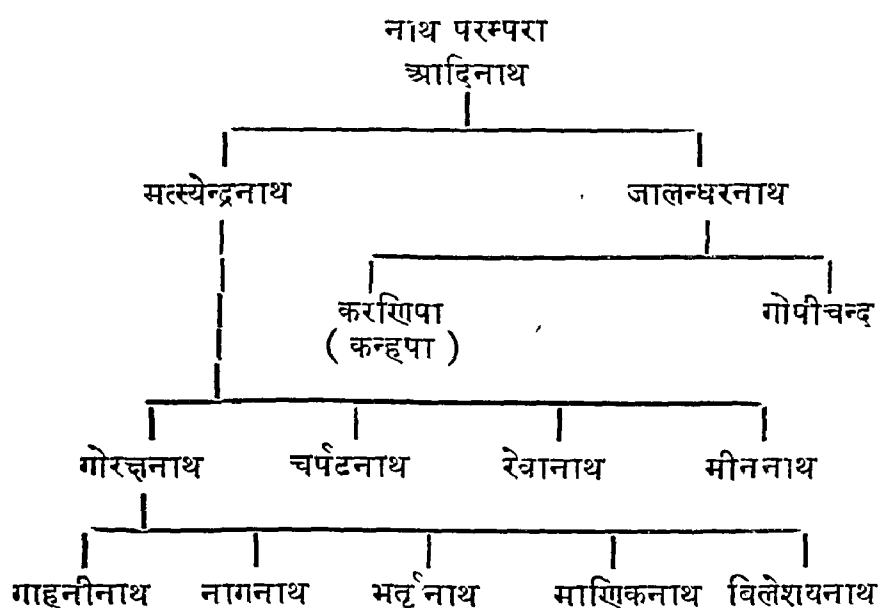 नाथ परम्परा
आदिनाथ
मत्स्येन्द्रनाथ जालन्धरनाथ
करणिपा गोपीचन्द
( कन्हपा )
गोरक्षनाथ चर्पटनाथ रेवानाथ मीननाथ
गाहनीनाथ नागनाथ भर्तृनाथ माणिकनाथ विलेशयनाथ